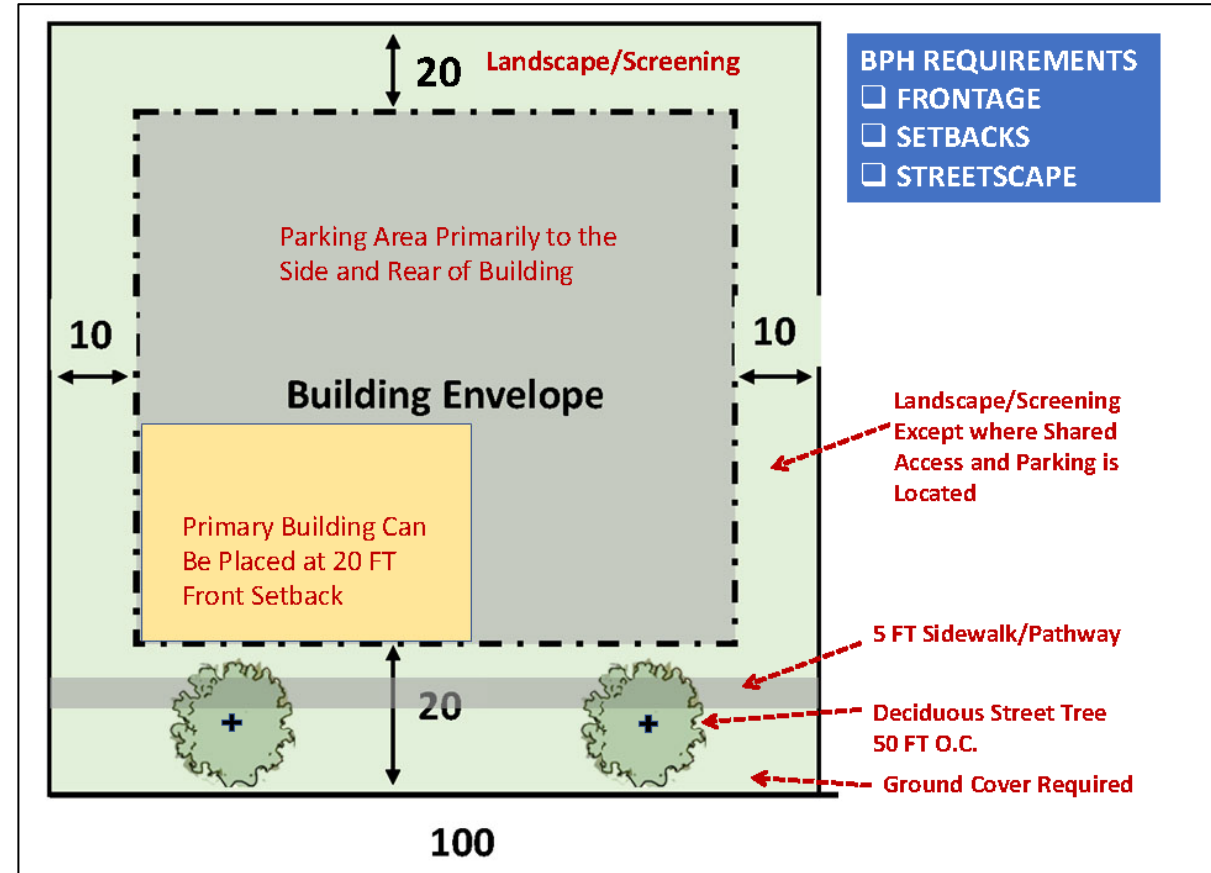 20 Landscape/Screening
BPH REQUIREMENTS
❑ FRONTAGE
❑ SETBACKS
❑ STREETSCAPE
Parking Area Primarily to the
Side and Rear of Building
10
10
Building Envelope
Landscape/Screening
Except where Shared
Access and Parking is
Located
Primary Building Can
Be Placed at 20 FT
Front Setback
5 FT Sidewalk/Pathway
20
Deciduous Street Tree
50 FT O.C.
Ground Cover Required
100